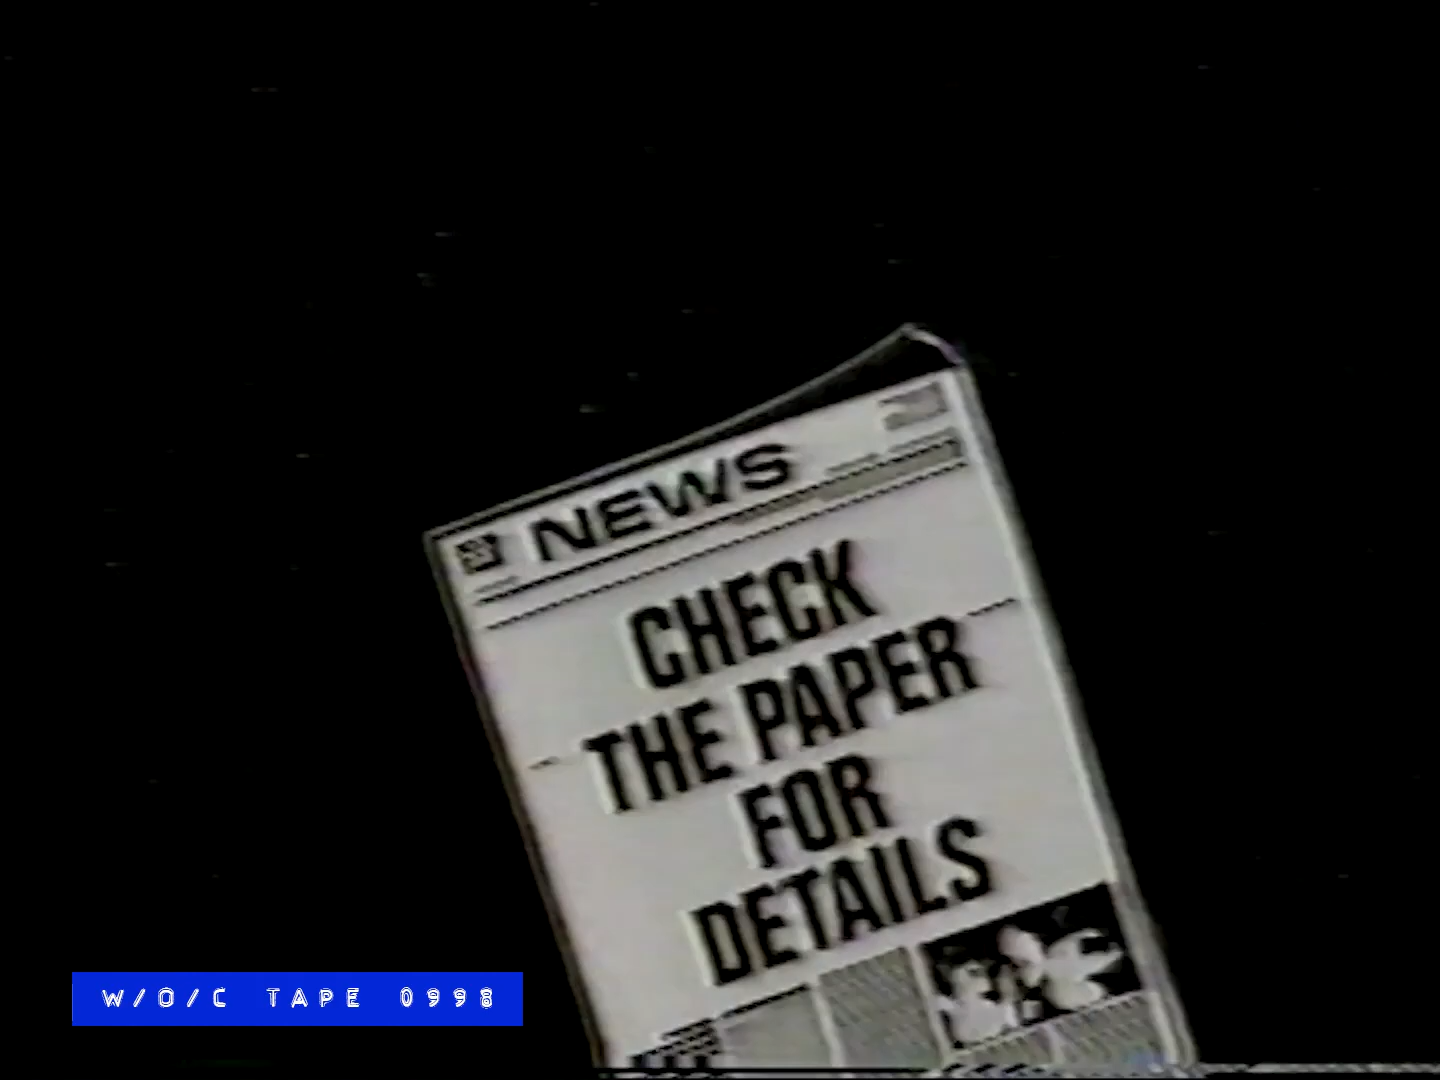 NEWS
CHECK
THE PAPER
FOR
DETAILS
W/O/C TAPE 0998